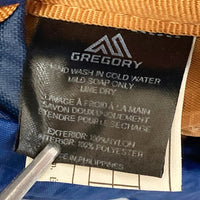 GREGORY
HAND WASH IN COLD WATER
MILD SOAP ONLY
LINE DRY
LAVAGE À FROID À LA MAIN
SAVON DOUX UNIQUEMENT
ÉTENDRE POUR SÉCHAGE
EXTERIOR: 100% NYLON
INTERIOR: 100% POLYESTER
MADE IN PHILIPPINES